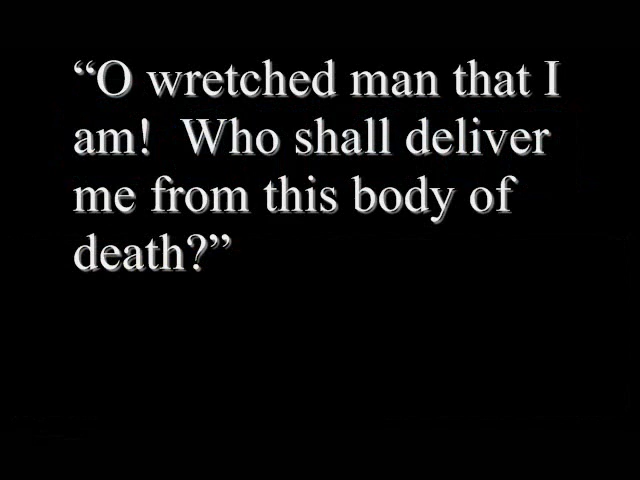 “O wretched man that I
am!  Who shall deliver
me from this body of
death?”